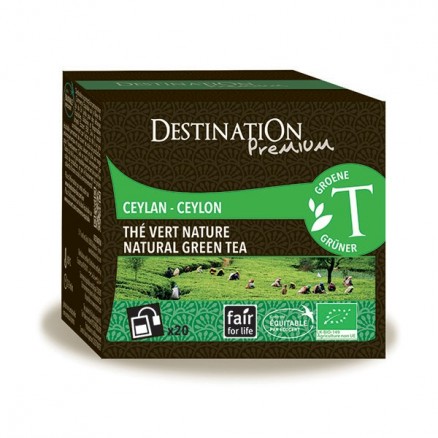 DESTINATION
Premium
CEYLAN - CEYLON
THÉ VERT NATURE
NATURAL GREEN TEA
GROENE
T
GRÜNER
x20
fair
for life
ÉQUITABLE